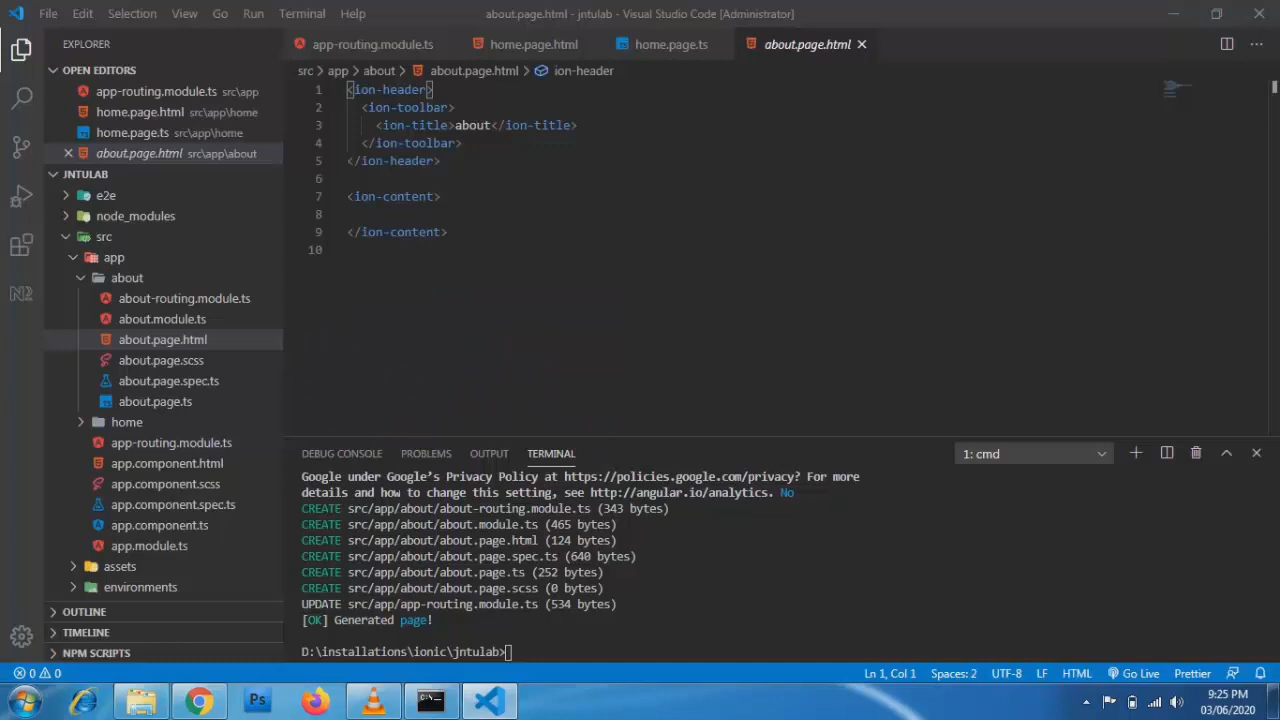 File Edit Selection View Go Run Terminal Help about.page.html - jntulab - Visual Studio Code [Administrator]
EXPLORER
app-routing.module.ts home.page.html home.page.ts about.page.html
OPEN EDITORS
app-routing.module.ts src\app
home.page.html src\app\home
home.page.ts src\app\home
about.page.html src\app\about
JNTULAB
e2e
node_modules
src
app
about
about-routing.module.ts
about.module.ts
about.page.html
about.page.scss
about.page.spec.ts
about.page.ts
home
app-routing.module.ts
app.component.html
app.component.scss
app.component.spec.ts
app.component.ts
app.module.ts
assets
environments
OUTLINE
TIMELINE
NPM SCRIPTS
src > app > about > about.page.html > ion-header
1 <ion-header>
2 <ion-toolbar>
3 <ion-title>about</ion-title>
4 </ion-toolbar>
5 </ion-header>
6
7 <ion-content>
8
9 </ion-content>
10
DEBUG CONSOLE PROBLEMS OUTPUT TERMINAL 1: cmd
Google under Google’s Privacy Policy at https://policies.google.com/privacy? For more
details and how to change this setting, see http://angular.io/analytics. No
CREATE src/app/about/about-routing.module.ts (343 bytes)
CREATE src/app/about/about.module.ts (465 bytes)
CREATE src/app/about/about.page.html (124 bytes)
CREATE src/app/about/about.page.spec.ts (640 bytes)
CREATE src/app/about/about.page.ts (252 bytes)
CREATE src/app/about/about.page.scss (0 bytes)
UPDATE src/app/app-routing.module.ts (534 bytes)
[OK] Generated page!
D:\installations\ionic\jntulab>
0 0 Ln 1, Col 1 Spaces: 2 UTF-8 LF HTML Go Live Prettier
Ps
9:25 PM
03/06/2020